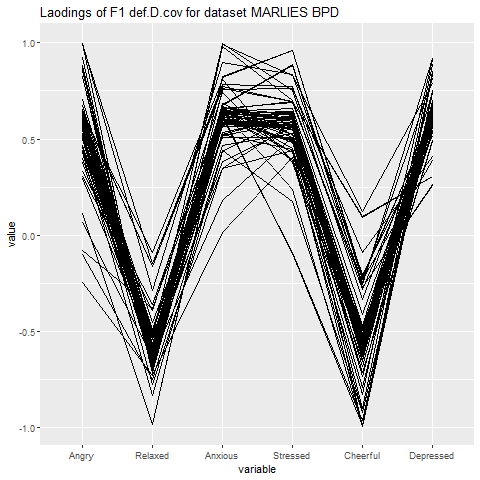 Laodings of F1 def.D.cov for dataset MARLIES BPD
1.0
0.5
0.0
-0.5
-1.0
value
Angry Relaxed Anxious Stressed Cheerful Depressed
variable